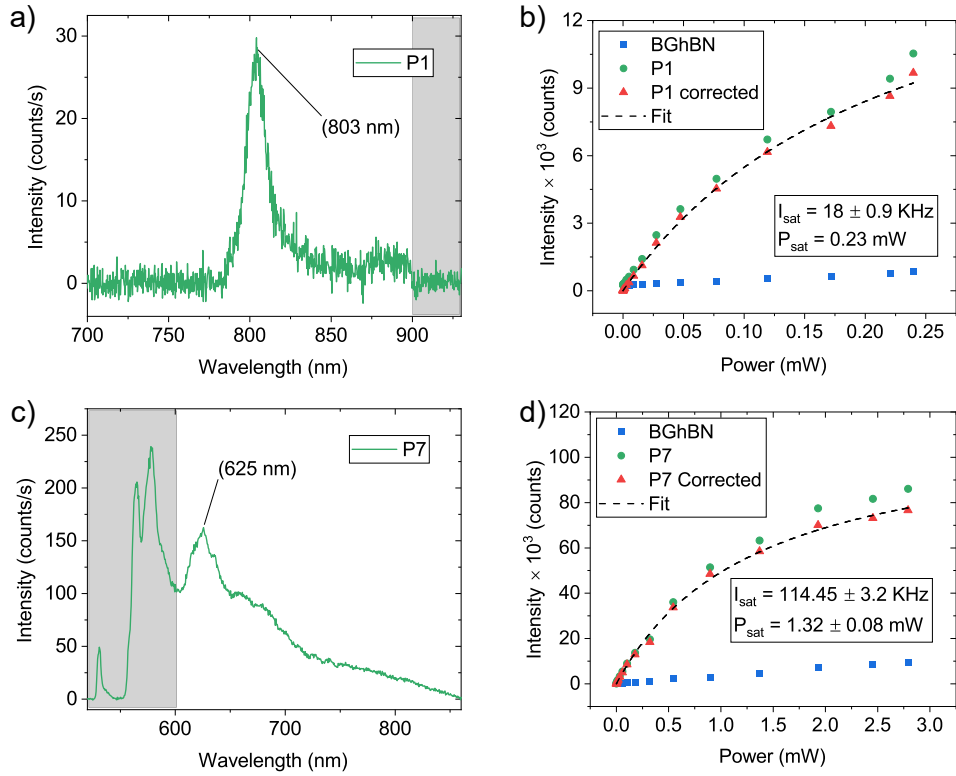 a)
30
20
10
0
Intensity (counts/s)
P1
(803 nm)
700 750 800 850 900
Wavelength (nm)
b)
12
9
6
3
0
Intensity × 10³ (counts)
BGhBN
P1
P1 corrected
Fit
I_sat = 18 ± 0.9 KHz
P_sat = 0.23 mW
0.00 0.05 0.10 0.15 0.20 0.25
Power (mW)
c)
250
200
150
100
50
0
Intensity (counts/s)
P7
(625 nm)
600 700 800
Wavelength (nm)
d)
120
100
80
60
40
20
0
Intensity × 10³ (counts)
BGhBN
P7
P7 Corrected
Fit
I_sat = 114.45 ± 3.2 KHz
P_sat = 1.32 ± 0.08 mW
0.0 0.5 1.0 1.5 2.0 2.5 3.0
Power (mW)